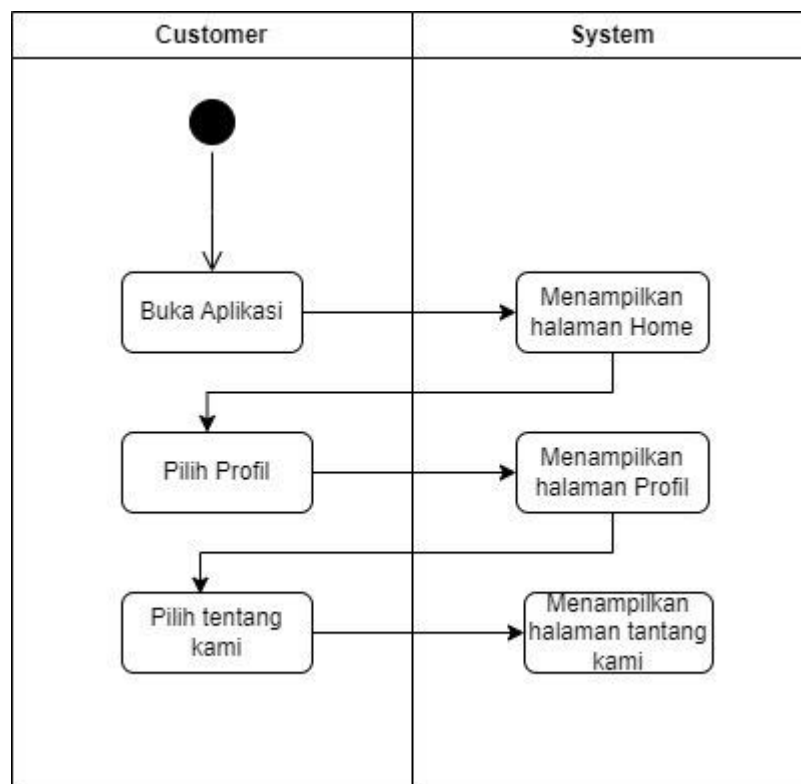 Customer
System
Buka Aplikasi
Menampilkan
halaman Home
Pilih Profil
Menampilkan
halaman Profil
Pilih tentang
kami
Menampilkan
halaman tantang
kami